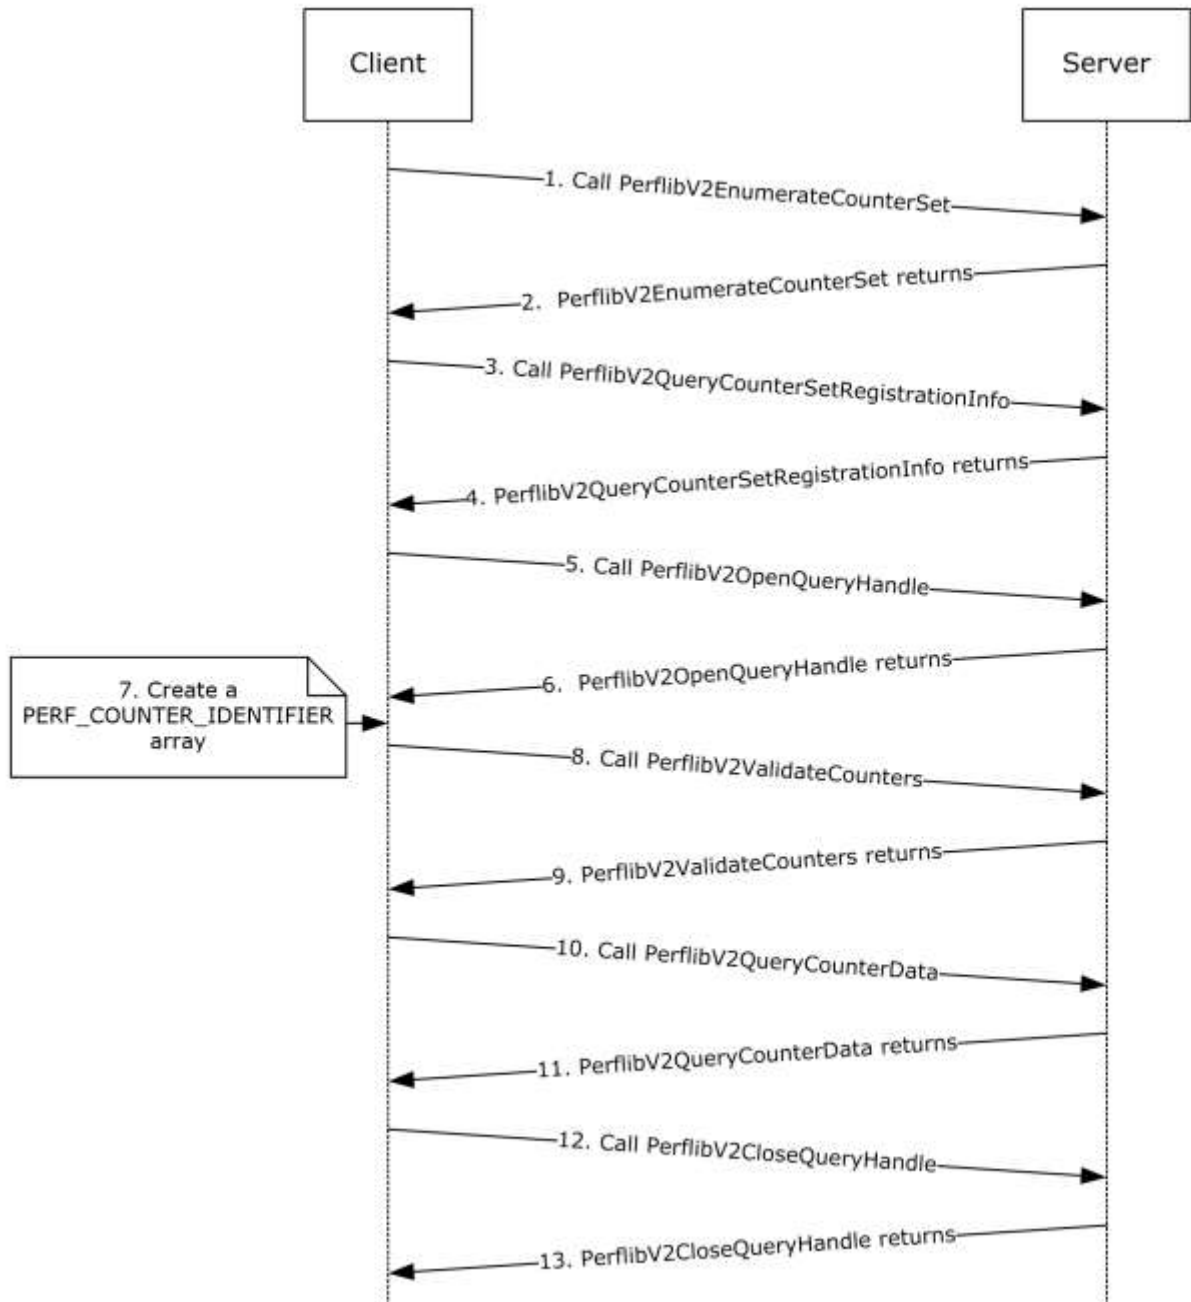 Client
Server
1. Call PerflibV2EnumerateCounterSet
2. PerflibV2EnumerateCounterSet returns
3. Call PerflibV2QueryCounterSetRegistrationInfo
4. PerflibV2QueryCounterSetRegistrationInfo returns
5. Call PerflibV2OpenQueryHandle
6. PerflibV2OpenQueryHandle returns
7. Create a
PERF_COUNTER_IDENTIFIER
array
8. Call PerflibV2ValidateCounters
9. PerflibV2ValidateCounters returns
10. Call PerflibV2QueryCounterData
11. PerflibV2QueryCounterData returns
12. Call PerflibV2CloseQueryHandle
13. PerflibV2CloseQueryHandle returns